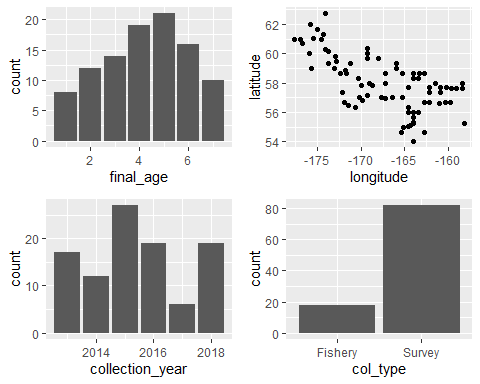 20
15
10
5
0
count
2 4 6
final_age
62
60
58
56
54
latitude
-175 -170 -165 -160
longitude
20
10
0
count
2014 2016 2018
collection_year
80
60
40
20
0
count
Fishery Survey
col_type